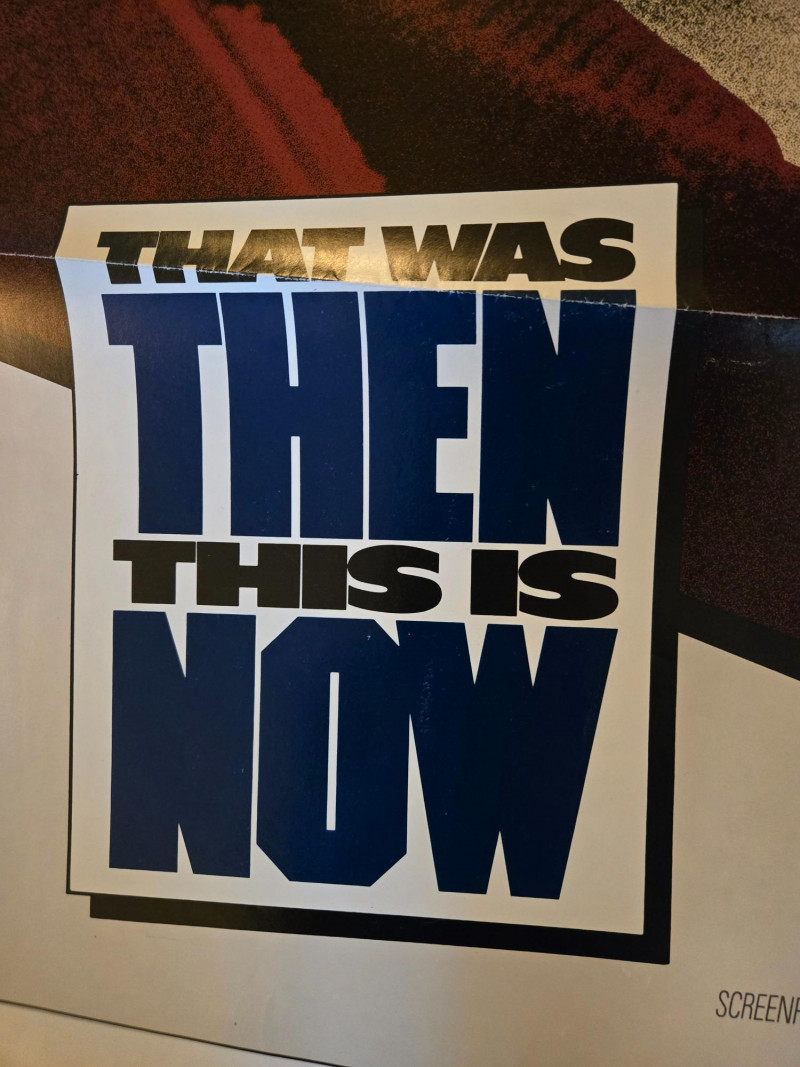 THAT WAS
THEN
THIS IS
NOW